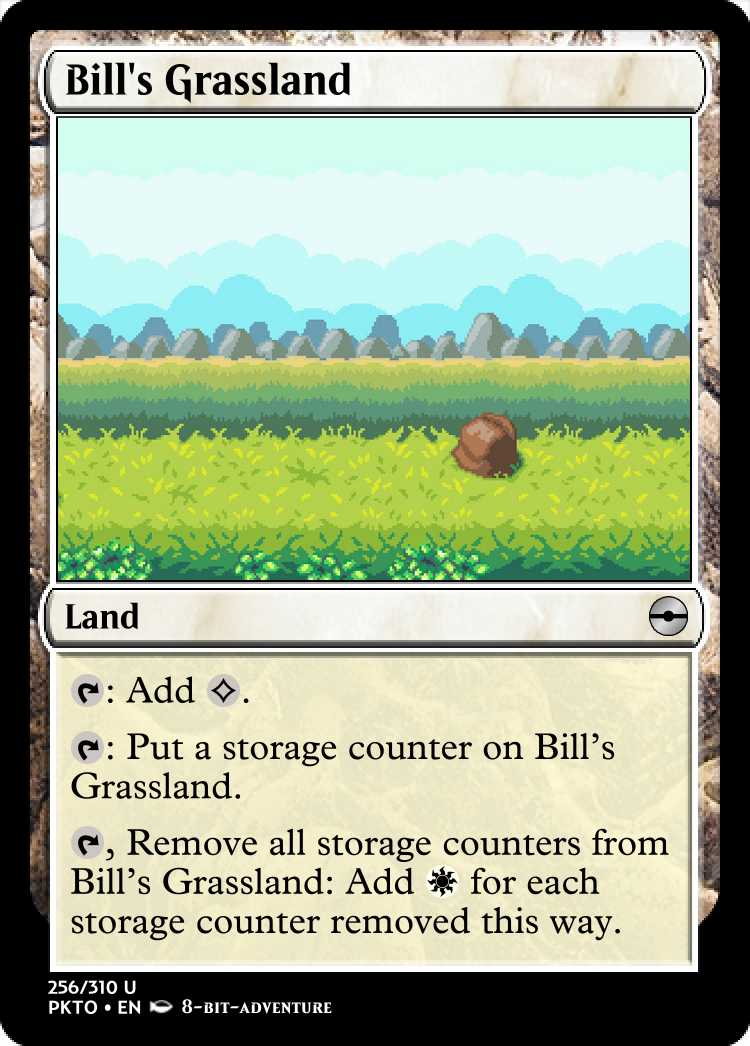 Bill's Grassland
Land
: Add .
: Put a storage counter on Bill's
Grassland.
, Remove all storage counters from
Bill's Grassland: Add for each
storage counter removed this way.
256/310 U
PKTO • EN 8-BIT-ADVENTURE